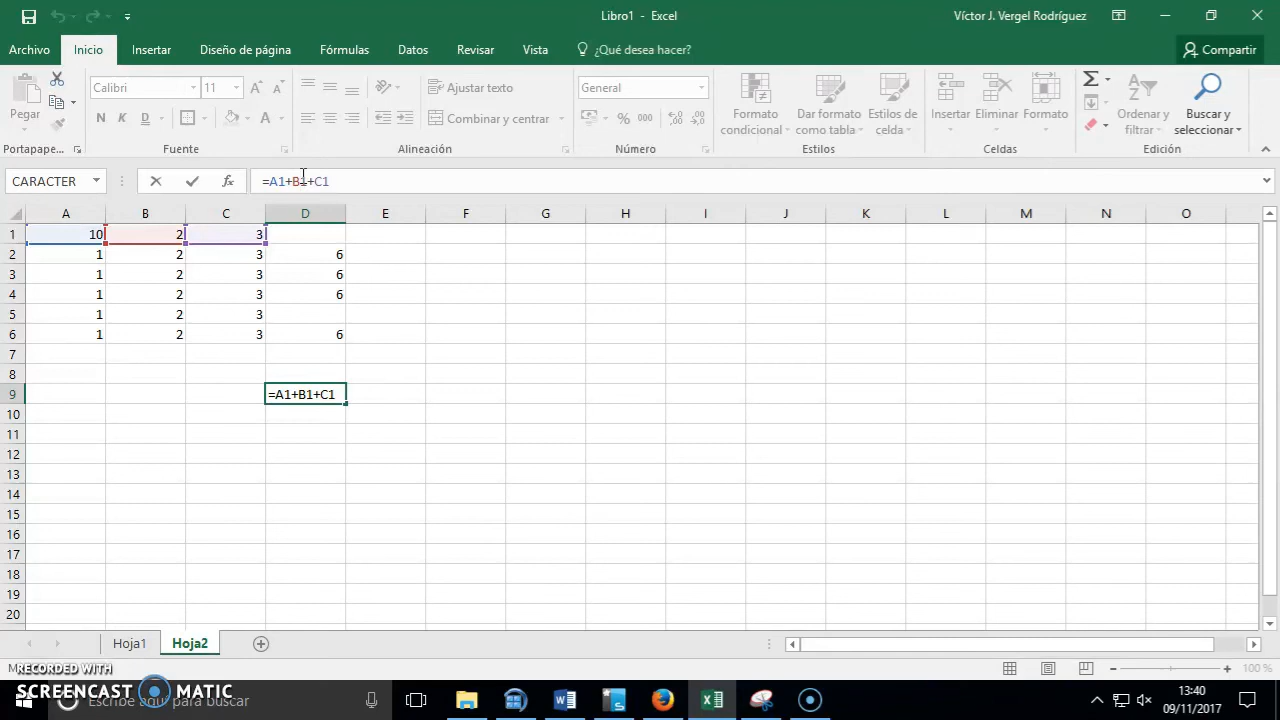 Libro1 - Excel
Víctor J. Vergel Rodríguez
Archivo Inicio Insertar Diseño de página Fórmulas Datos Revisar Vista ¿Qué desea hacer? Compartir
Pegar
Calibri 11
N K D
Ajustar texto
Combinar y centrar
General
% 000
Formato condicional
Dar formato como tabla
Estilos de celda
Insertar Eliminar Formato
Ordenar y filtrar
Buscar y seleccionar
Portapape... Fuente Alineación Número Estilos Celdas Edición
CARACTER fx =A1+B1+C1
A B C D E F G H I J K L M N O
1 10 2 3
2 1 2 3 6
3 1 2 3 6
4 1 2 3 6
5 1 2 3
6 1 2 3 6
7
8
9 =A1+B1+C1
10
11
12
13
14
15
16
17
18
19
20
Hoja1 Hoja2
RECORDED WITH
100 %
SCREENCAST MATIC
Escribe aquí para buscar
13:40
09/11/2017